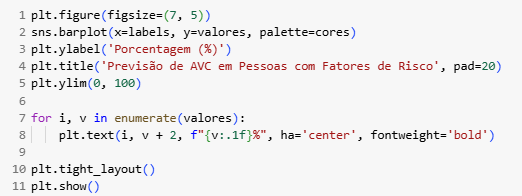 1 plt.figure(figsize=(7, 5))
2 sns.barplot(x=labels, y=valores, palette=cores)
3 plt.ylabel('Porcentagem (%)')
4 plt.title('Previsão de AVC em Pessoas com Fatores de Risco', pad=20)
5 plt.ylim(0, 100)
6
7 for i, v in enumerate(valores):
8     plt.text(i, v + 2, f"{v:.1f}%", ha='center', fontweight='bold')
9
10 plt.tight_layout()
11 plt.show()